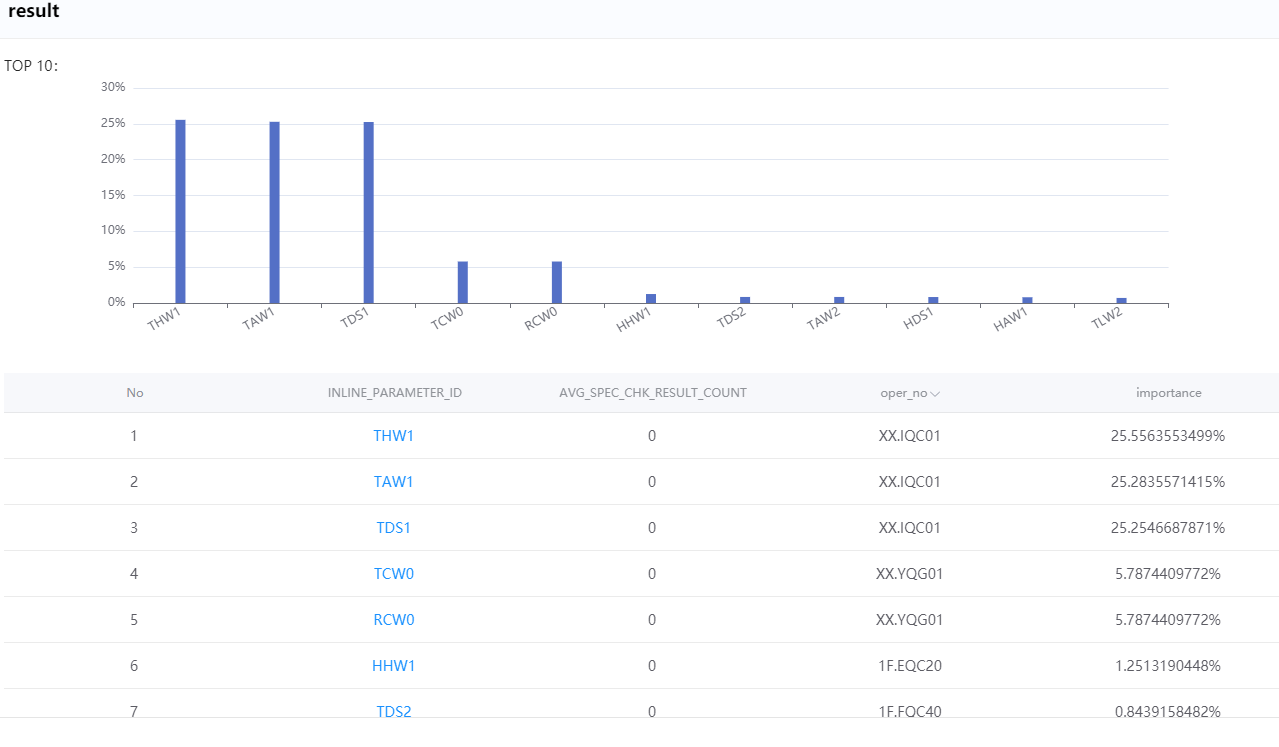 result
TOP 10:
30%
25%
20%
15%
10%
5%
0%
THW1 TAW1 TDS1 TCW0 RCW0 HHW1 TDS2 TAW2 HDS1 HAW1 TLW2
No INLINE_PARAMETER_ID AVG_SPEC_CHK_RESULT_COUNT oper_no importance
1 THW1 0 XX.IQC01 25.5563553499%
2 TAW1 0 XX.IQC01 25.2835571415%
3 TDS1 0 XX.IQC01 25.2546687871%
4 TCW0 0 XX.YQG01 5.7874409772%
5 RCW0 0 XX.YQG01 5.7874409772%
6 HHW1 0 1F.EQC20 1.2513190448%
7 TDS2 0 1F.FQC40 0.8439158482%